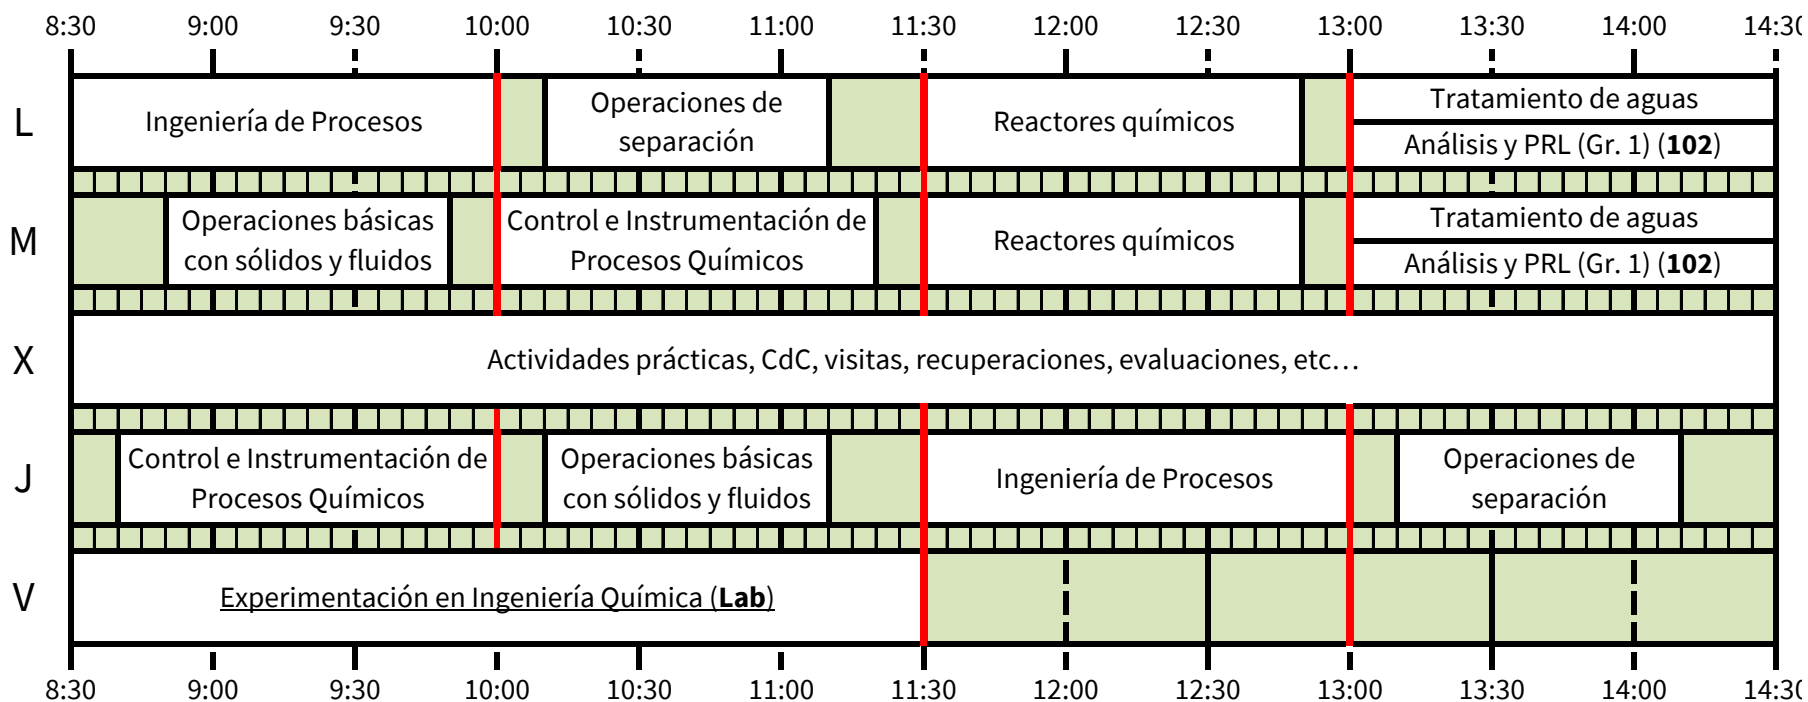 8:30 9:00 9:30 10:00 10:30 11:00 11:30 12:00 12:30 13:00 13:30 14:00 14:30
L
Ingeniería de Procesos
Operaciones de
separación
Reactores químicos
Tratamiento de aguas
Análisis y PRL (Gr. 1) (102)
M
Operaciones básicas
con sólidos y fluidos
Control e Instrumentación de
Procesos Químicos
Reactores químicos
Tratamiento de aguas
Análisis y PRL (Gr. 1) (102)
X
Actividades prácticas, CdC, visitas, recuperaciones, evaluaciones, etc…
J
Control e Instrumentación de
Procesos Químicos
Operaciones básicas
con sólidos y fluidos
Ingeniería de Procesos
Operaciones de
separación
V
Experimentación en Ingeniería Química (Lab)
8:30 9:00 9:30 10:00 10:30 11:00 11:30 12:00 12:30 13:00 13:30 14:00 14:30